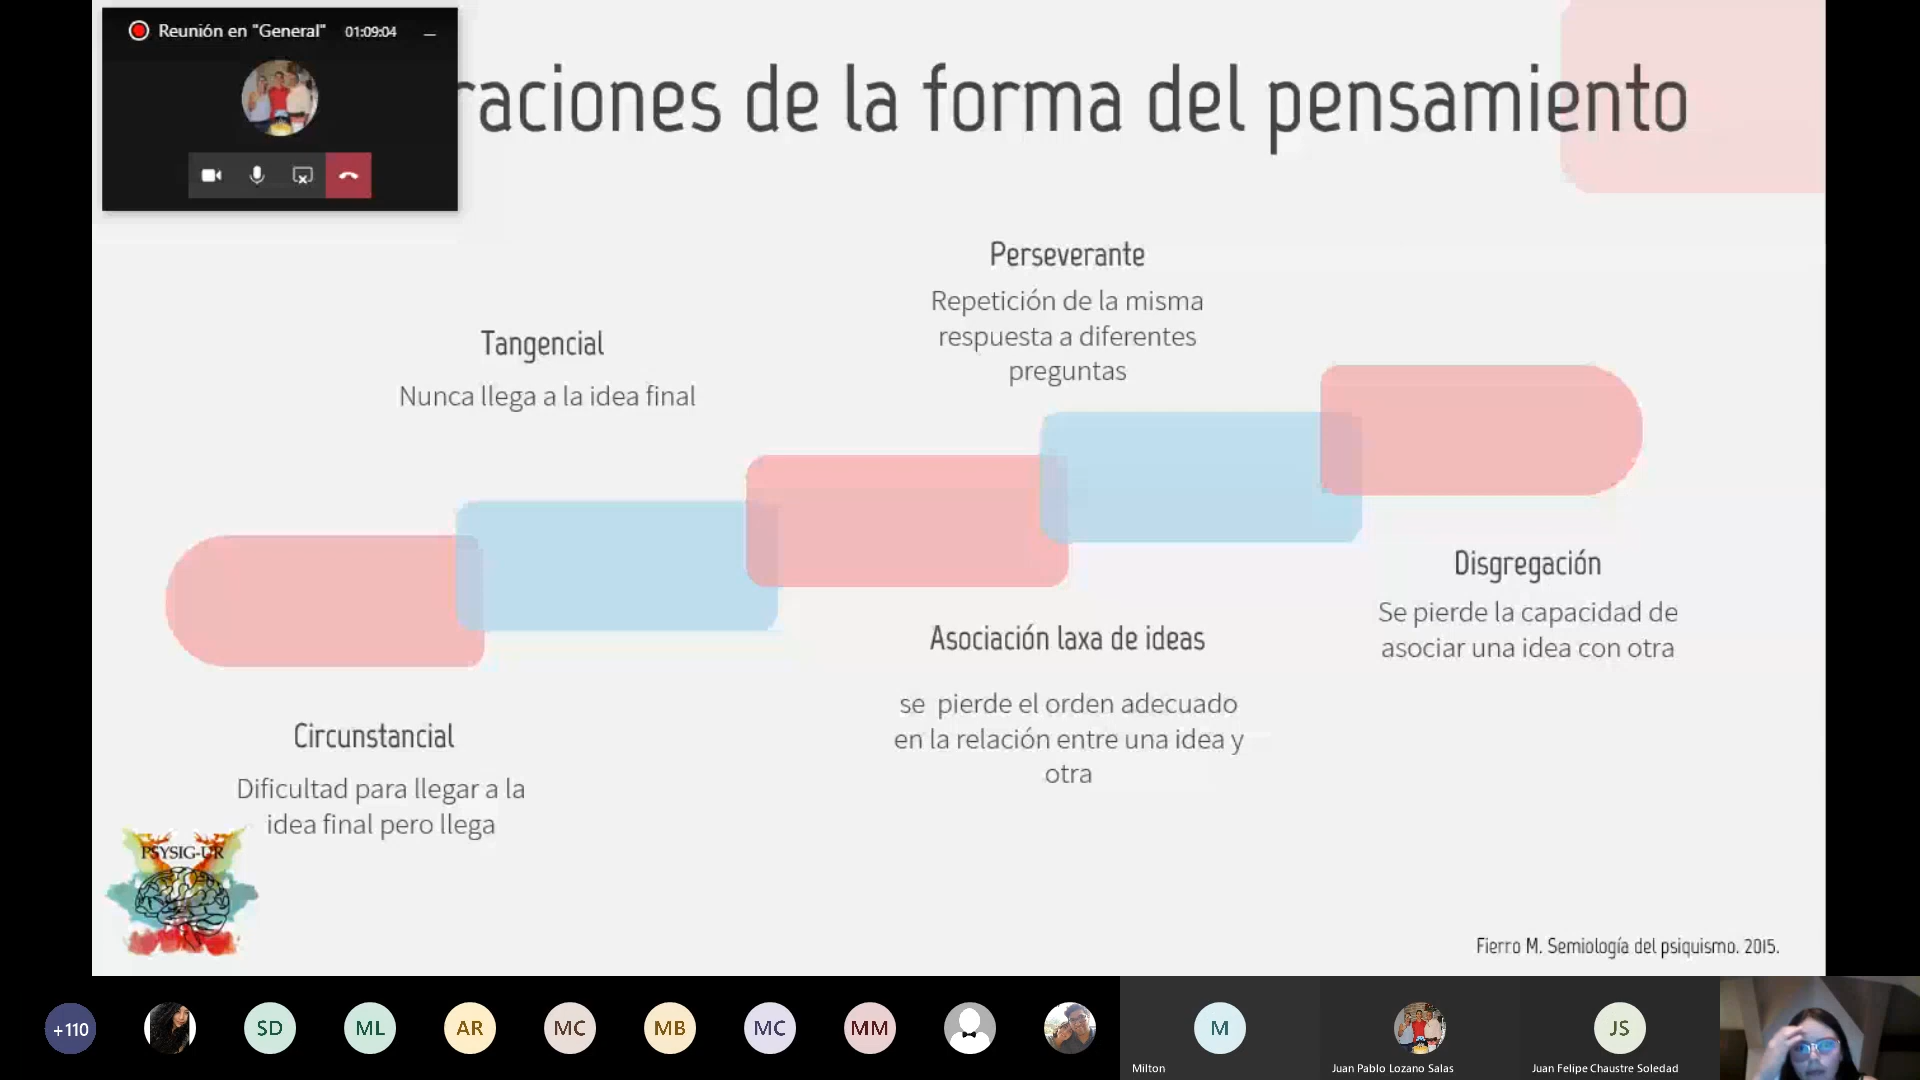 Reunión en "General" 01:09:04
raciones de la forma del pensamiento
Perseverante
Repetición de la misma
respuesta a diferentes
preguntas
Tangencial
Nunca llega a la idea final
Disgregación
Se pierde la capacidad de
asociar una idea con otra
Asociación laxa de ideas
se pierde el orden adecuado
en la relación entre una idea y
otra
Circunstancial
Dificultad para llegar a la
idea final pero llega
PSYSIG-UR
Fierro M. Semiología del psiquismo. 2015.
+110
SD
ML
AR
MC
MB
MC
MM
M
JS
Milton
Juan Pablo Lozano Salas
Juan Felipe Chaustre Soledad